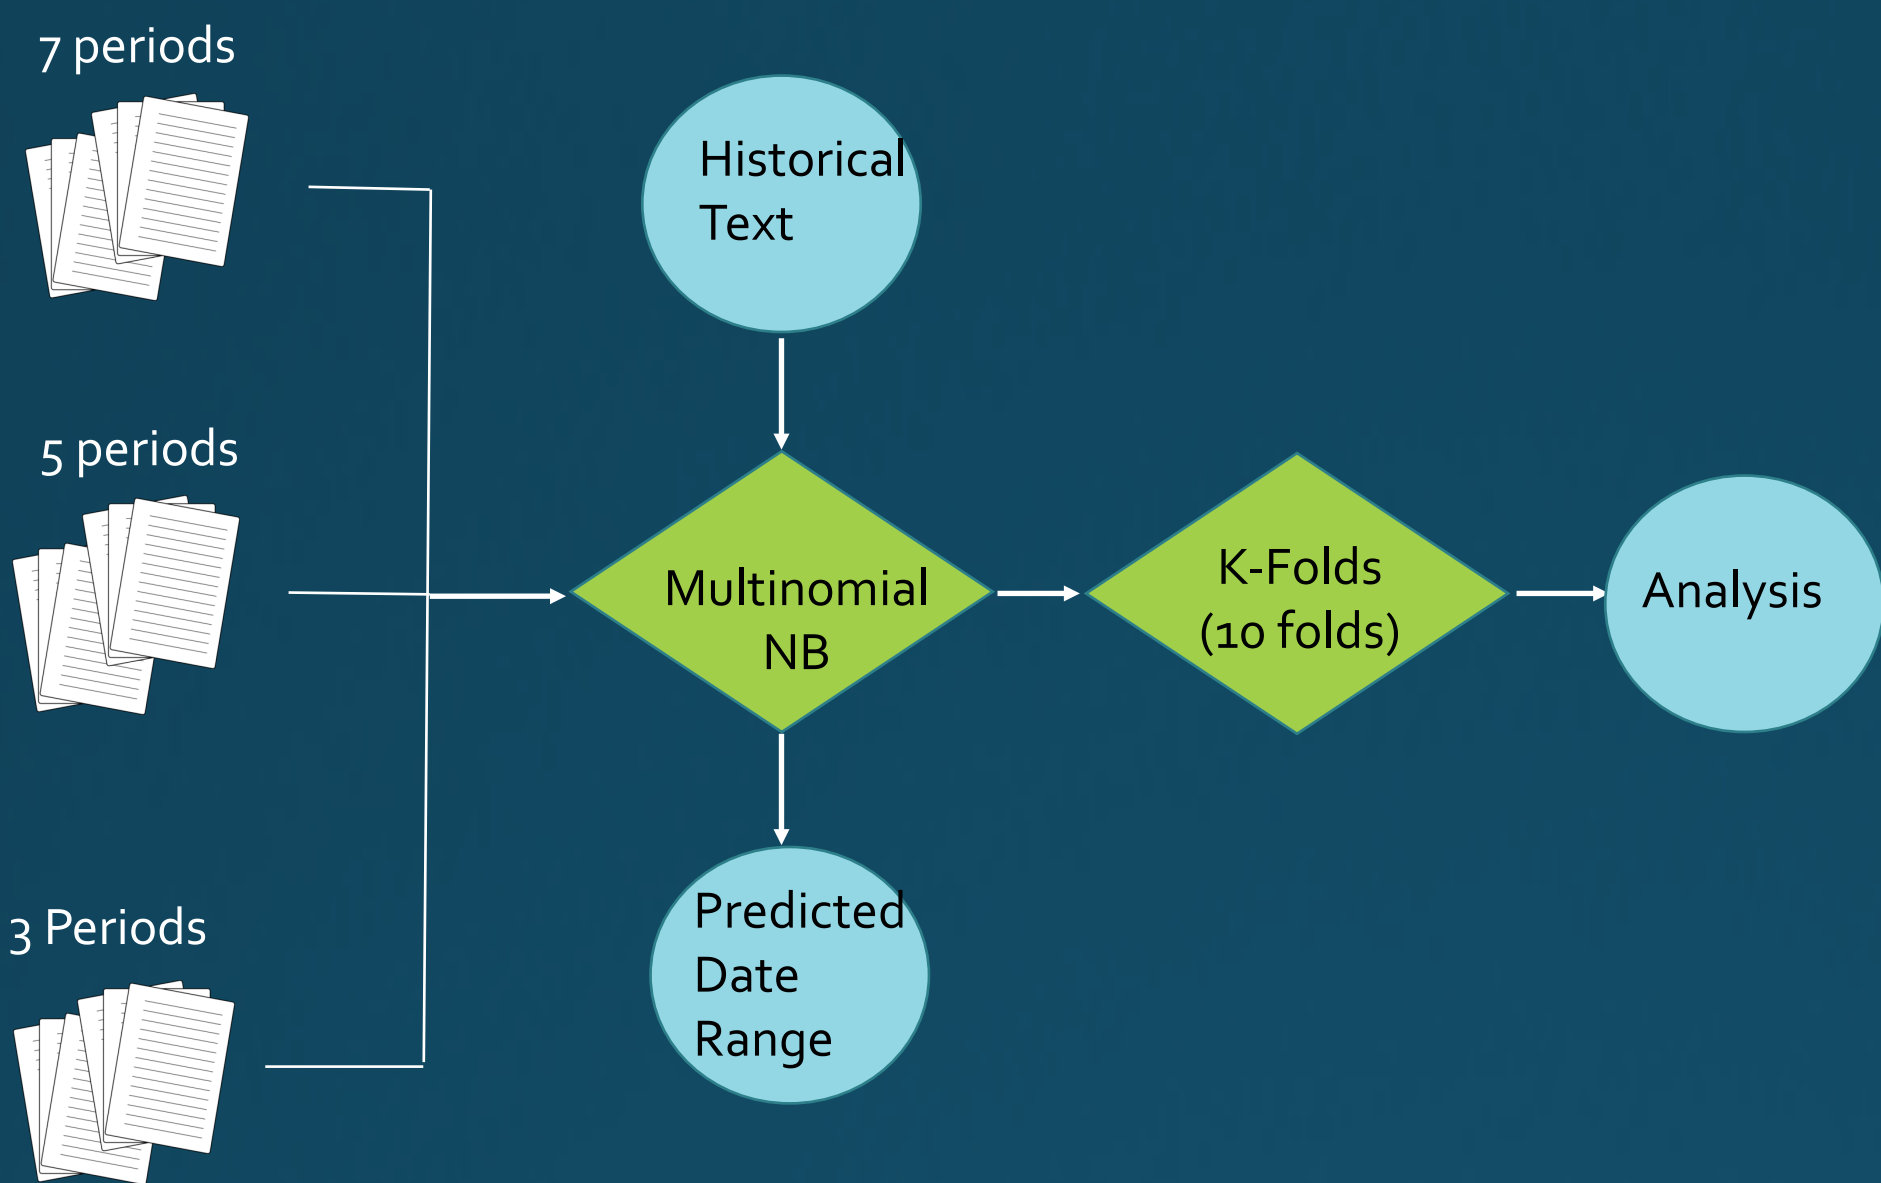 7 periods
5 periods
3 Periods
Historical
Text
Multinomial
NB
Predicted
Date
Range
K-Folds
(10 folds)
Analysis